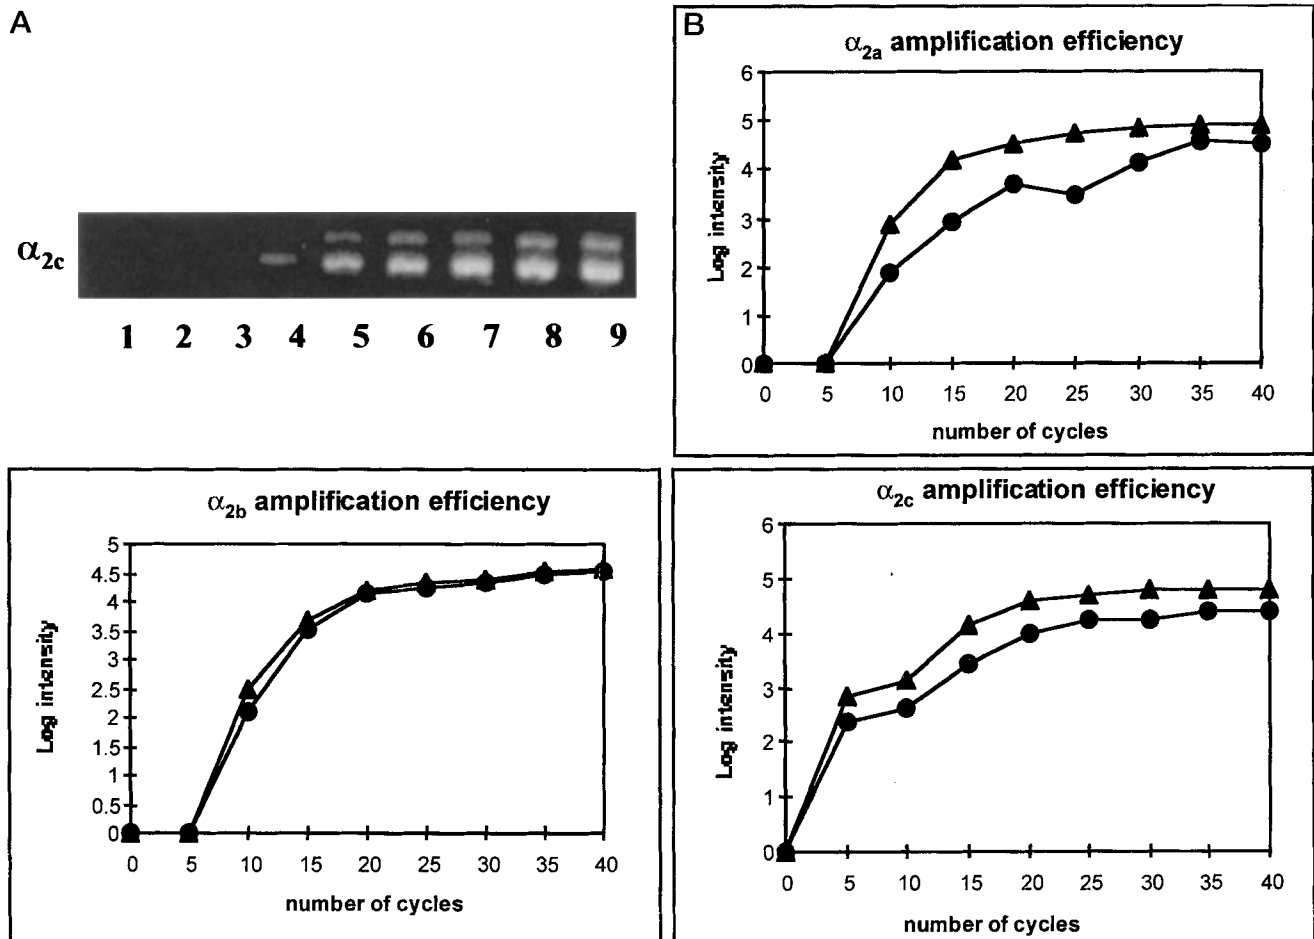 A
α2c
1 2 3 4 5 6 7 8 9
B
α2a amplification efficiency
6
5
4
3
2
1
0
Log intensity
0 5 10 15 20 25 30 35 40
number of cycles
α2b amplification efficiency
5
4.5
4
3.5
3
2.5
2
1.5
1
0.5
0
Log intensity
0 5 10 15 20 25 30 35 40
number of cycles
α2c amplification efficiency
6
5
4
3
2
1
0
Log intensity
0 5 10 15 20 25 30 35 40
number of cycles